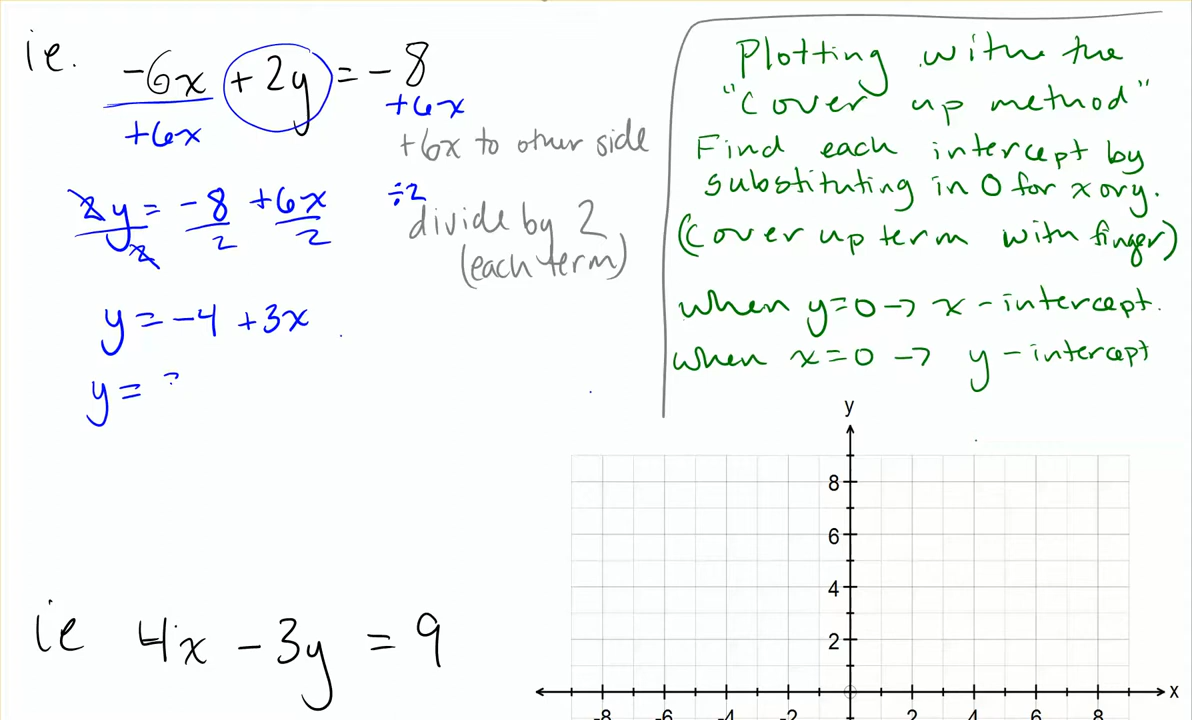 ie. -6x +2y = -8
+6x +6x
+6x to other side
2y = -8 +6x ÷2
2 2 2
divide by 2
(each term)
y = -4 +3x
y =
ie 4x - 3y = 9
Plotting with the
"Cover up method"
Find each intercept by
substituting in 0 for x or y.
(Cover up term with finger)
when y=0 → x-intercept.
when x=0 → y-intercept
y
8
6
4
2
x
-8 -6 -4 -2 2 4 6 8